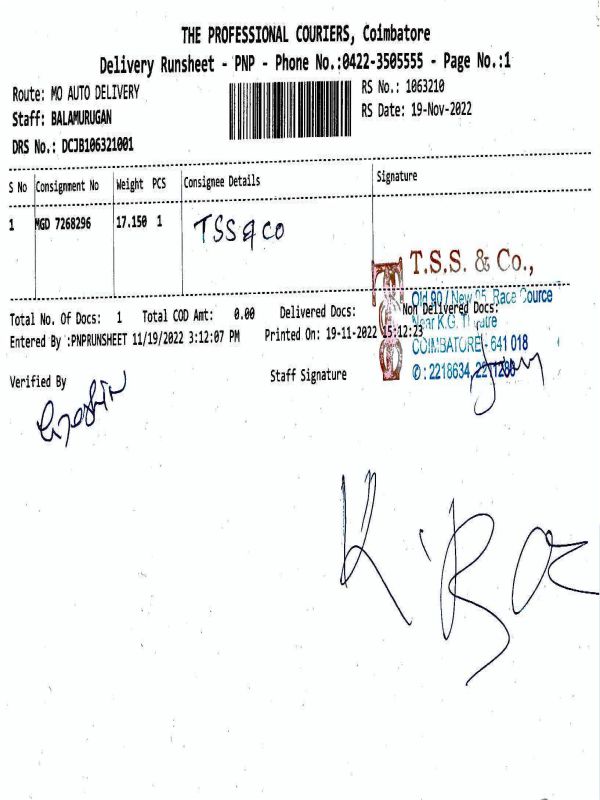 THE PROFESSIONAL COURIERS, Coimbatore
Delivery Runsheet - PNP - Phone No.:0422-3505555 - Page No.:1
Route: MO AUTO DELIVERY
RS No.: 1063210
Staff: BALAMURUGAN
RS Date: 19-Nov-2022
DRS No.: DCJB106321001
S No Consignment No Weight PCS Consignee Details Signature
1 MGD 7268296 17.150 1 TSS & CO
T.S.S. & Co.,
Old 90 / New 05, Race Cource
Near K.G. Theatre
COIMBATORE - 641 018
✆ : 2218634, 2211286
Total No. Of Docs: 1 Total COD Amt: 0.00 Delivered Docs: Non Delivered Docs:
Entered By :PNPRUNSHEET 11/19/2022 3:12:07 PM Printed On: 19-11-2022 15:12:23
Verified By Staff Signature